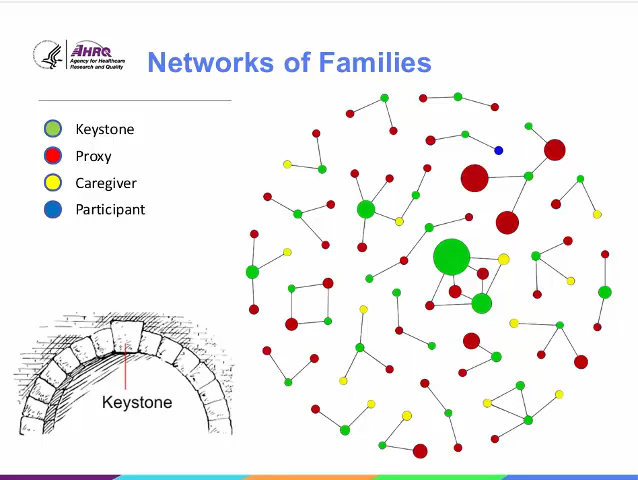 AHRQ
Agency for Healthcare
Research and Quality
Networks of Families
Keystone
Proxy
Caregiver
Participant
Keystone